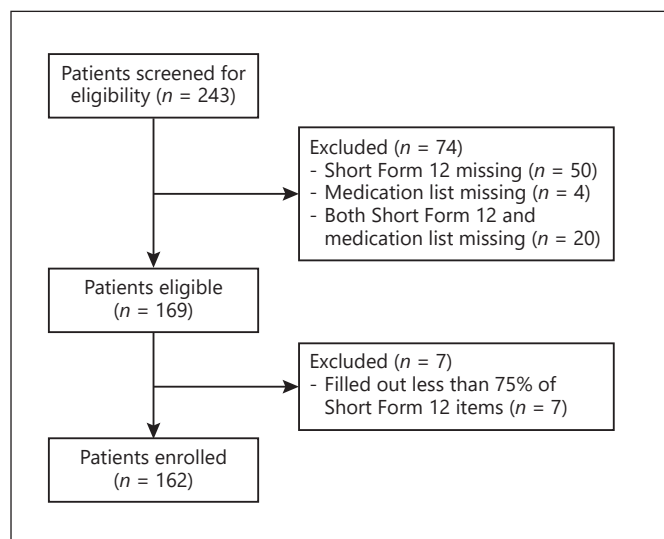 Patients screened for
eligibility (n = 243)
Excluded (n = 74)
- Short Form 12 missing (n = 50)
- Medication list missing (n = 4)
- Both Short Form 12 and
medication list missing (n = 20)
Patients eligible
(n = 169)
Excluded (n = 7)
- Filled out less than 75% of
Short Form 12 items (n = 7)
Patients enrolled
(n = 162)